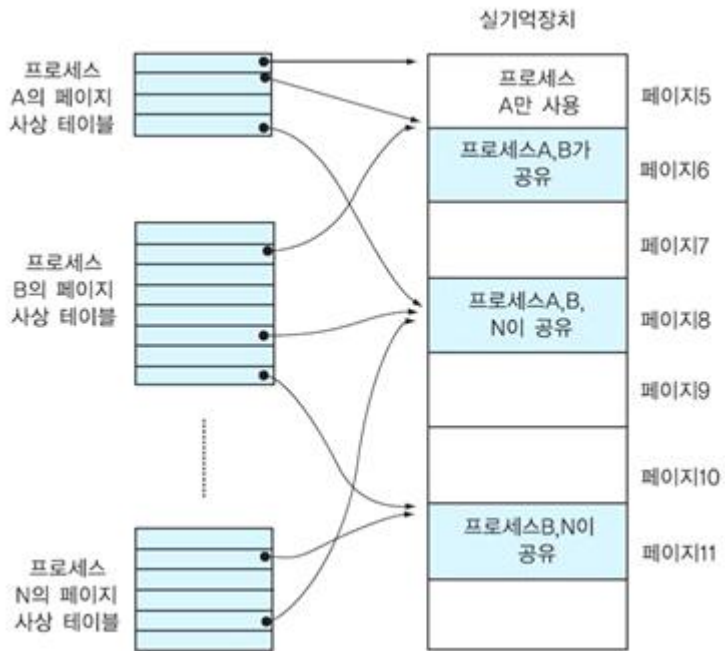 실기억장치
프로세스
A의 페이지
사상 테이블
프로세스
A만 사용
페이지5
프로세스A,B가
공유
페이지6
페이지7
프로세스
B의 페이지
사상 테이블
프로세스A,B,
N이 공유
페이지8
페이지9
페이지10
프로세스B,N이
공유
페이지11
프로세스
N의 페이지
사상 테이블